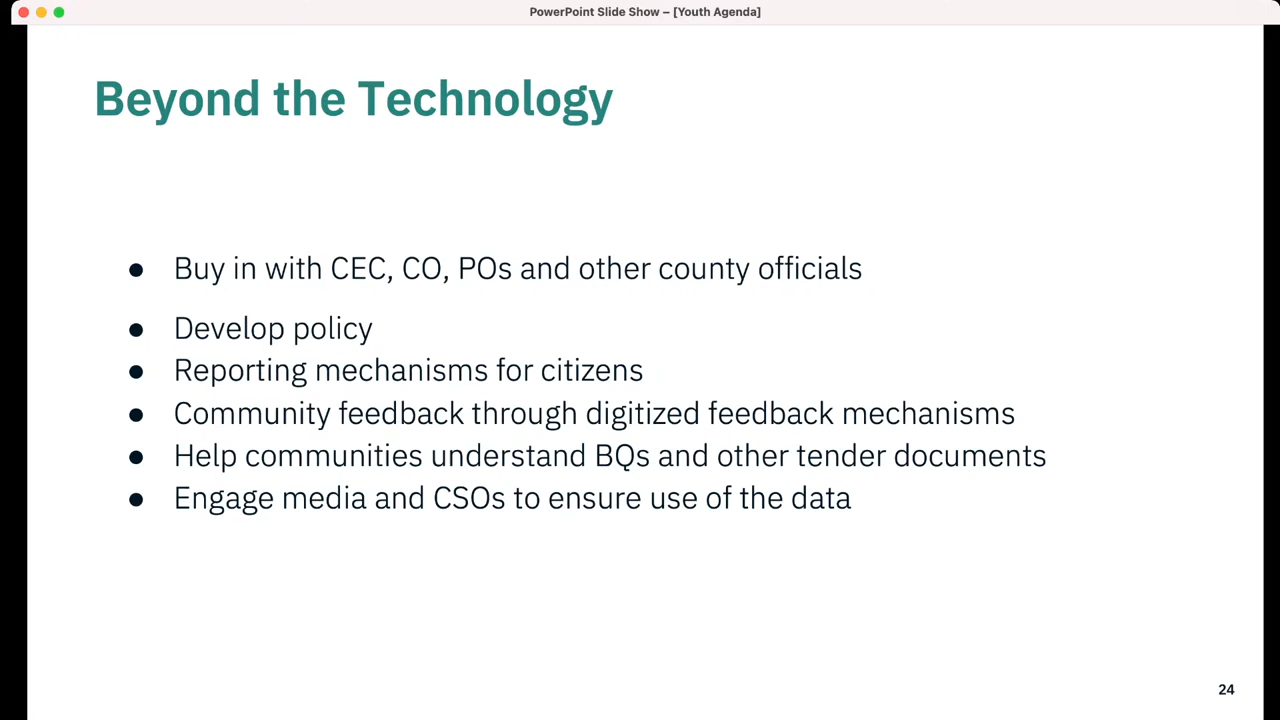 PowerPoint Slide Show – [Youth Agenda]
Beyond the Technology
● Buy in with CEC, CO, POs and other county officials
● Develop policy
● Reporting mechanisms for citizens
● Community feedback through digitized feedback mechanisms
● Help communities understand BQs and other tender documents
● Engage media and CSOs to ensure use of the data
24